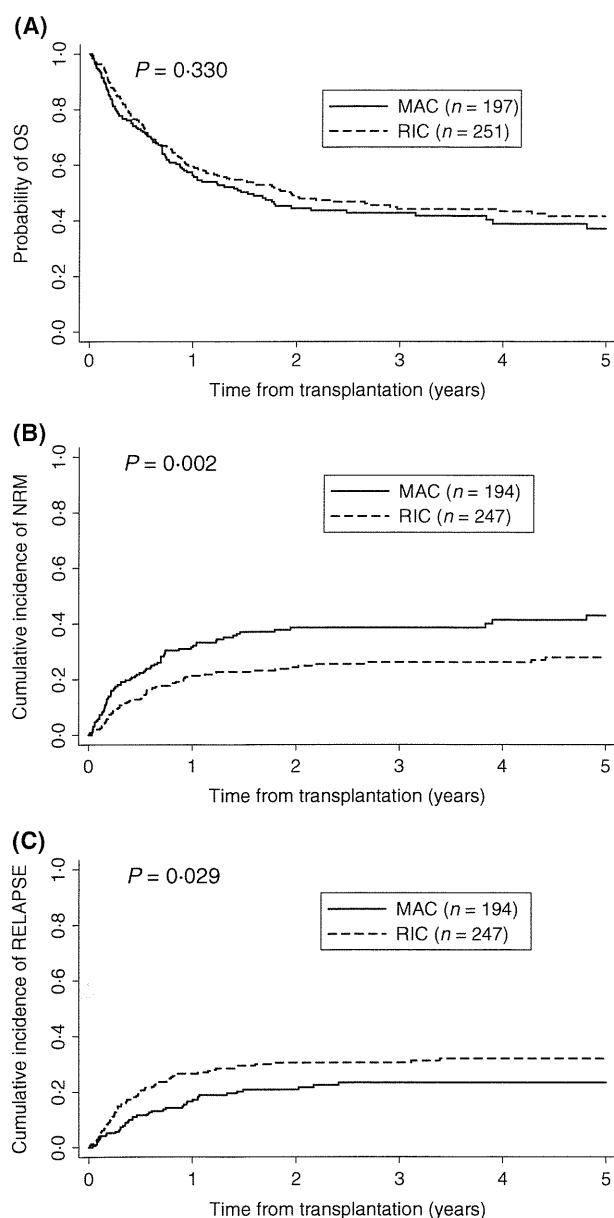 (A)
P = 0·330
MAC (n = 197)
RIC (n = 251)
Probability of OS
1·0
0·8
0·6
0·4
0·2
0·0
0 1 2 3 4 5
Time from transplantation (years)
(B)
P = 0·002
MAC (n = 194)
RIC (n = 247)
Cumulative incidence of NRM
1·0
0·8
0·6
0·4
0·2
0·0
0 1 2 3 4 5
Time from transplantation (years)
(C)
P = 0·029
MAC (n = 194)
RIC (n = 247)
Cumulative incidence of RELAPSE
1·0
0·8
0·6
0·4
0·2
0·0
0 1 2 3 4 5
Time from transplantation (years)